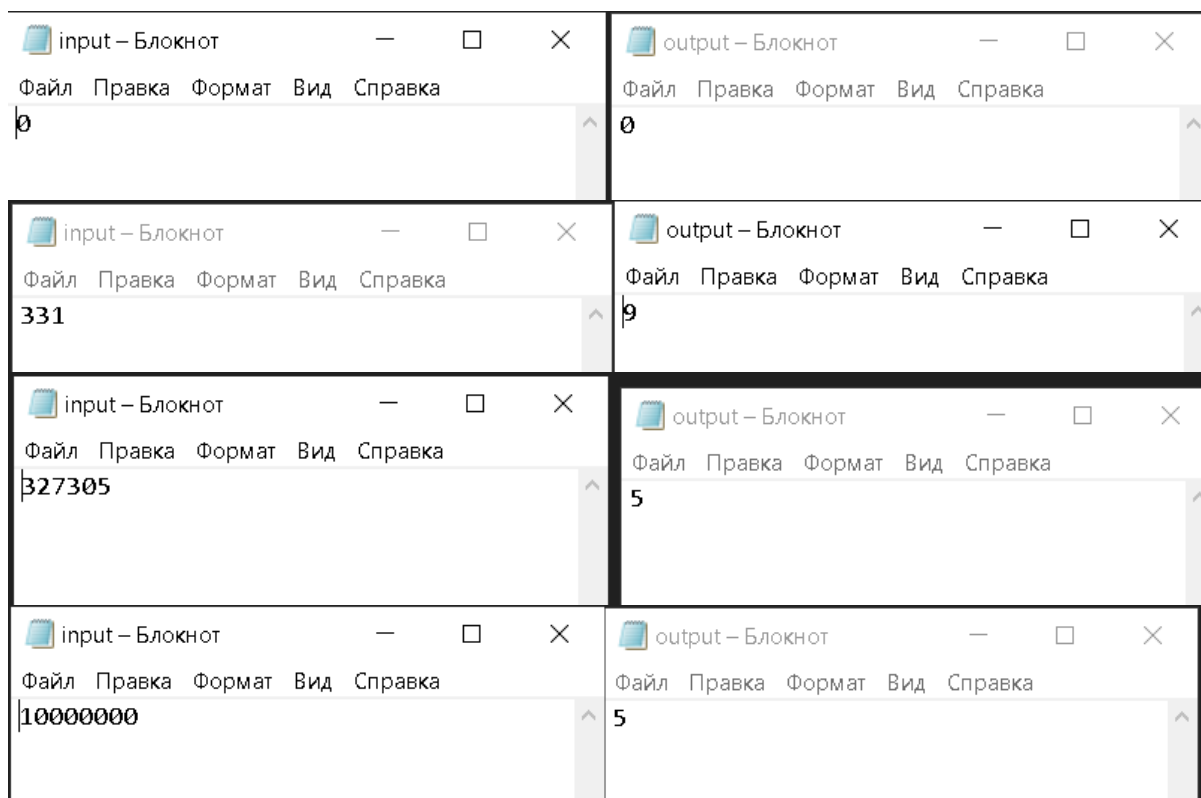 input – Блокнот
Файл Правка Формат Вид Справка
0
output – Блокнот
Файл Правка Формат Вид Справка
0
input – Блокнот
Файл Правка Формат Вид Справка
331
output – Блокнот
Файл Правка Формат Вид Справка
9
input – Блокнот
Файл Правка Формат Вид Справка
327305
output – Блокнот
Файл Правка Формат Вид Справка
5
input – Блокнот
Файл Правка Формат Вид Справка
10000000
output – Блокнот
Файл Правка Формат Вид Справка
5